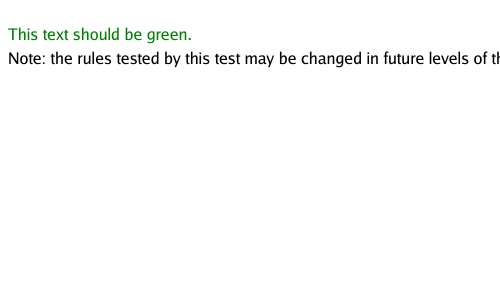 This text should be green.
Note: the rules tested by this test may be changed in future levels of